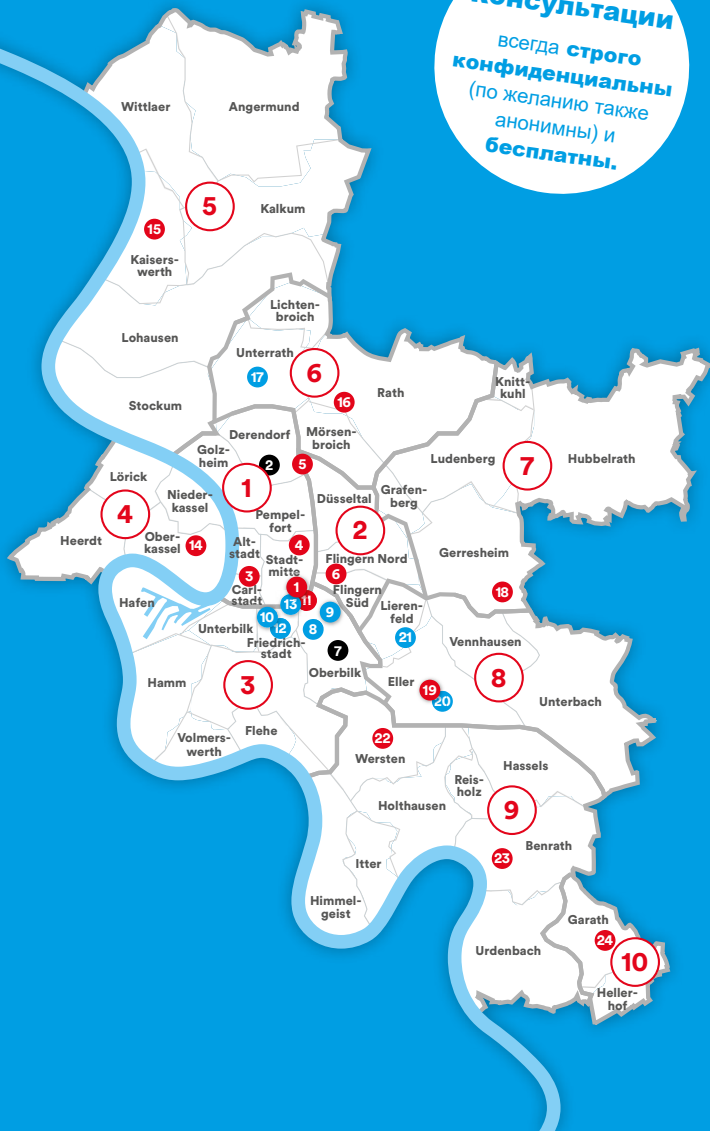 консультации
всегда строго
конфиденциальны
(по желанию также
анонимны) и
бесплатны.
Wittlaer
Angermund
5
Kalkum
15
Kaisers-
werth
Lichten-
broich
Lohausen
Unterrath
6
17
Rath
16
Knitt-
kuhl
Stockum
Derendorf
Mörsen-
broich
Golz-
heim
2
5
Ludenberg
7
Hubbelrath
Lörick
1
Grafen-
berg
Nieder-
kassel
Düsseltal
4
Pempel-
fort
2
Heerdt
Ober-
kassel
14
Alt-
stadt
4
Stadt-
mitte
Flingern Nord
Gerresheim
3
6
Carl-
stadt
1
11
Flingern
Süd
18
Hafen
13
10
9
Lieren-
feld
Unterbilk
12
8
21
Vennhausen
Friedrich-
stadt
7
Oberbilk
8
Hamm
3
Eller
19
20
Unterbach
Volmers-
werth
Flehe
22
Wersten
Hassels
Reis-
holz
Holthausen
9
Benrath
23
Itter
Himmel-
geist
Garath
24
Urdenbach
10
Heller-
hof